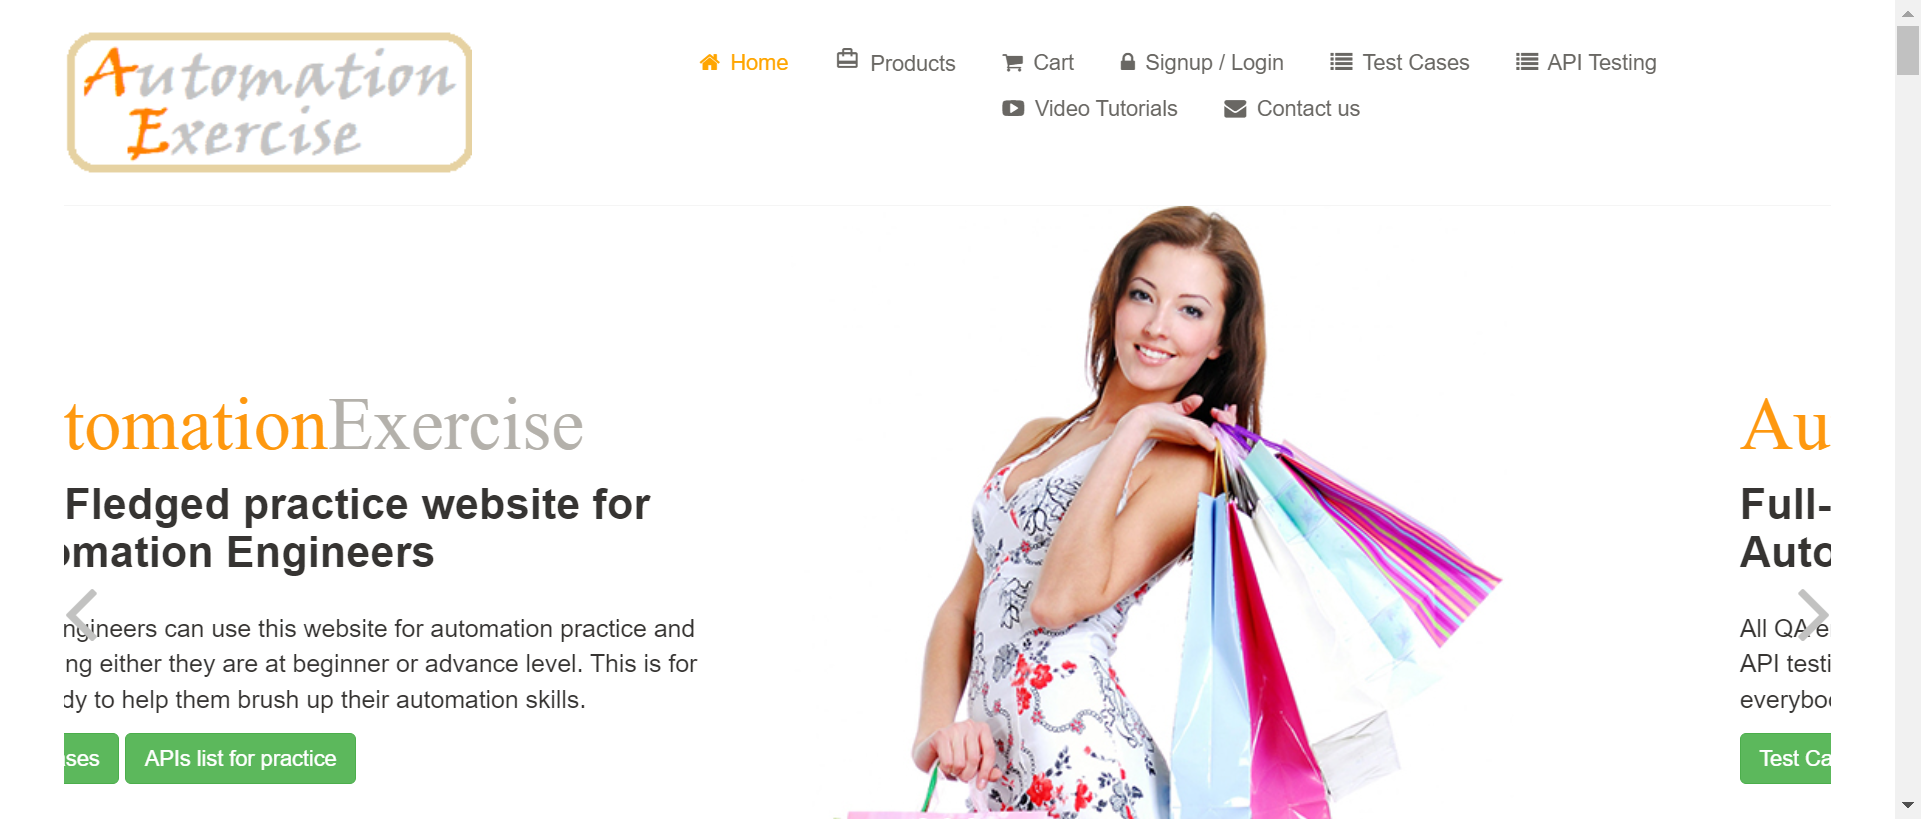 Automation
Exercise
Home
Products
Cart
Signup / Login
Test Cases
API Testing
Video Tutorials
Contact us
tomationExercise
Fledged practice website for
omation Engineers
ngineers can use this website for automation practice and
ng either they are at beginner or advance level. This is for
dy to help them brush up their automation skills.
ses
APIs list for practice
Au
Full-
Auto
All QA e
API testi
everybo
Test Ca